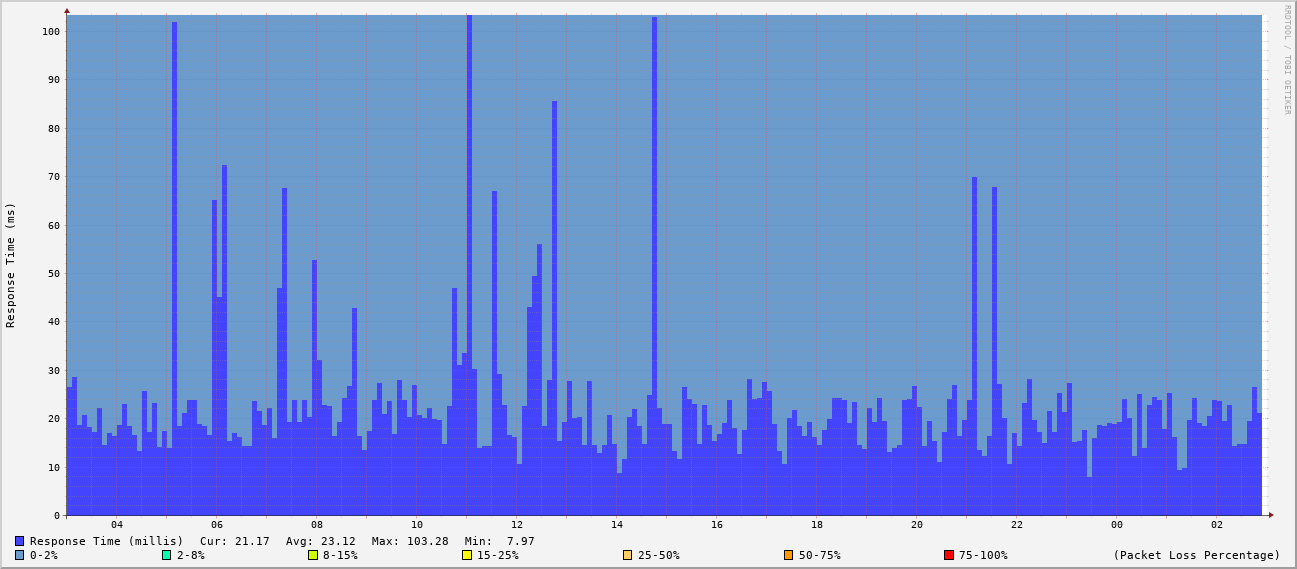 RRDTOOL / TOBI OETIKER
Response Time (ms)
100
90
80
70
60
50
40
30
20
10
0
04 06 08 10 12 14 16 18 20 22 00 02
Response Time (millis) Cur: 21.17 Avg: 23.12 Max: 103.28 Min: 7.97
0-2% 2-8% 8-15% 15-25% 25-50% 50-75% 75-100% (Packet Loss Percentage)